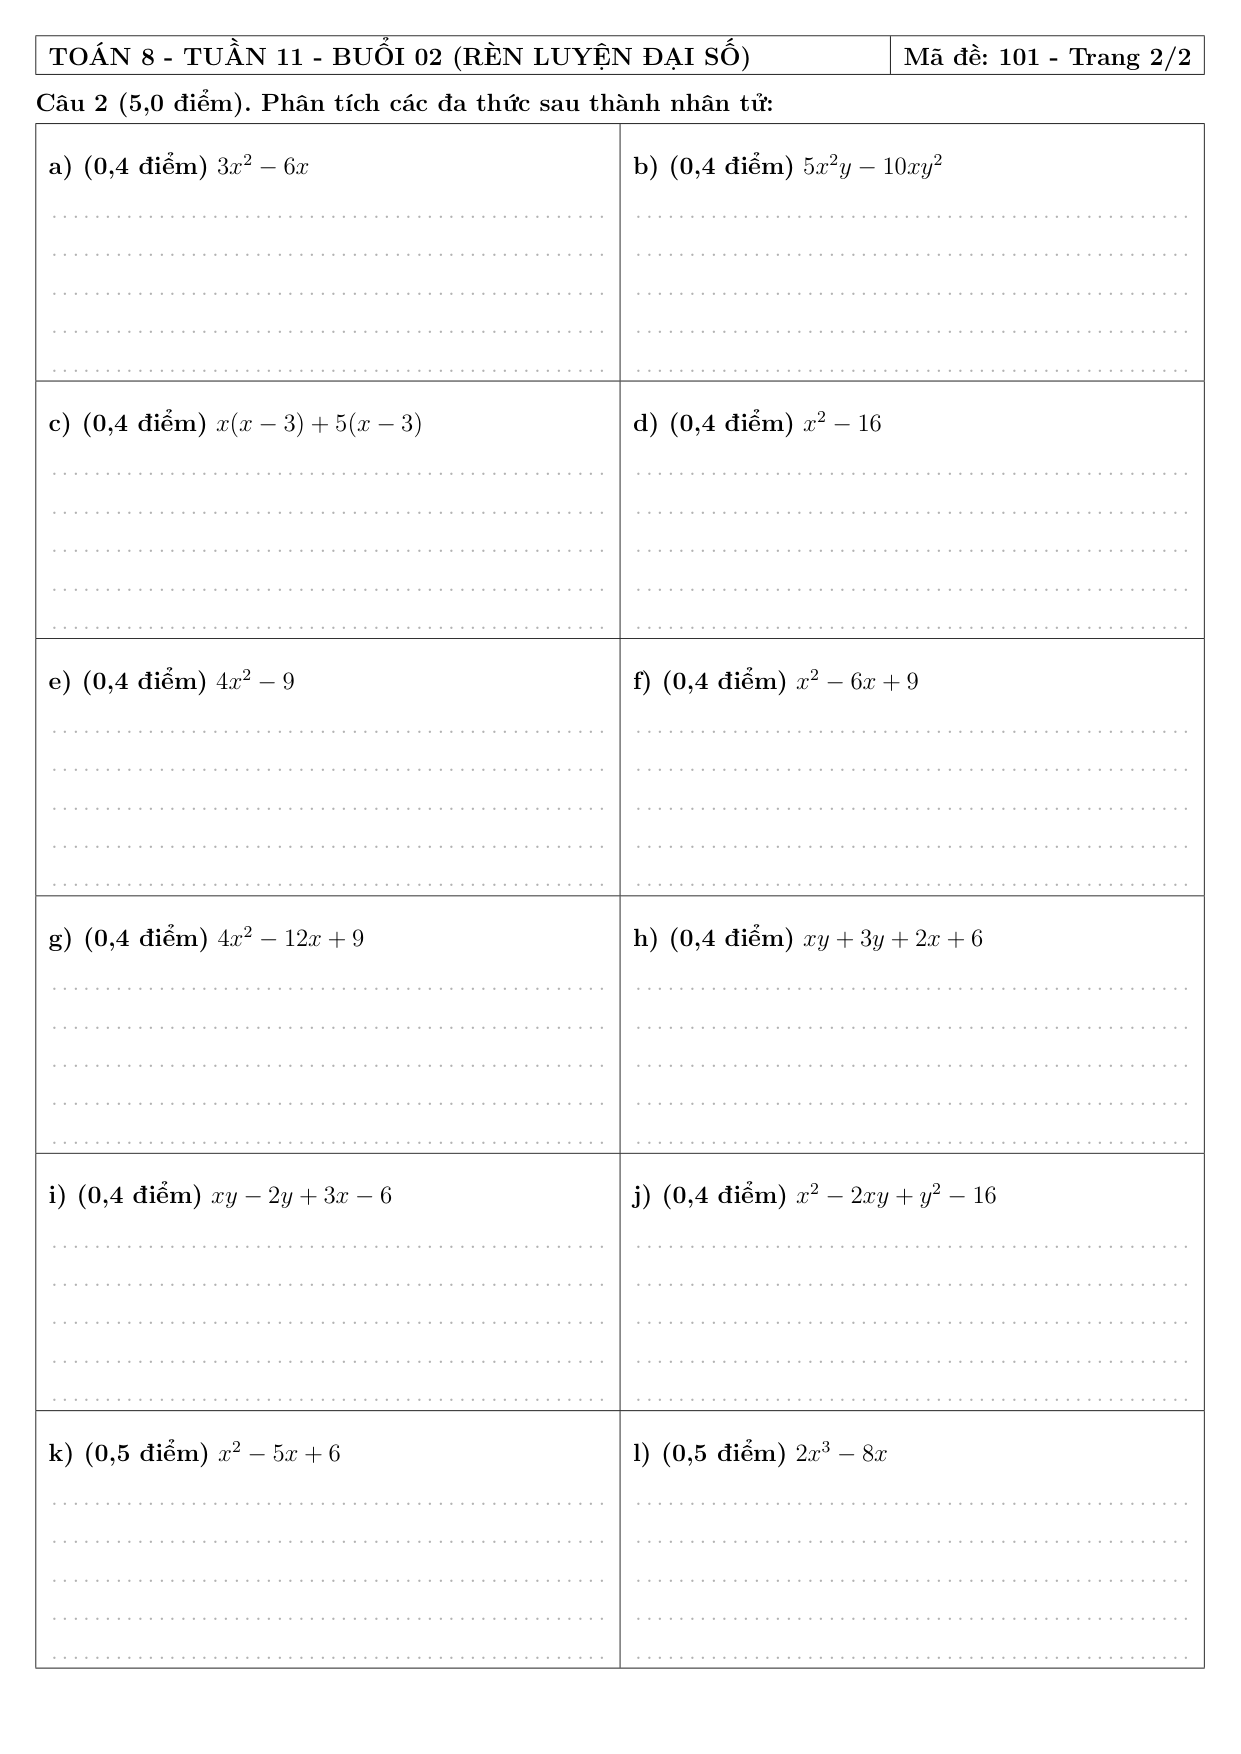 TOÁN 8 - TUẦN 11 - BUỔI 02 (RÈN LUYỆN ĐẠI SỐ) Mã đề: 101 - Trang 2/2
Câu 2 (5,0 điểm). Phân tích các đa thức sau thành nhân tử:
a) (0,4 điểm) 3x² − 6x
b) (0,4 điểm) 5x²y − 10xy²
c) (0,4 điểm) x(x − 3) + 5(x − 3)
d) (0,4 điểm) x² − 16
e) (0,4 điểm) 4x² − 9
f) (0,4 điểm) x² − 6x + 9
g) (0,4 điểm) 4x² − 12x + 9
h) (0,4 điểm) xy + 3y + 2x + 6
i) (0,4 điểm) xy − 2y + 3x − 6
j) (0,4 điểm) x² − 2xy + y² − 16
k) (0,5 điểm) x² − 5x + 6
l) (0,5 điểm) 2x³ − 8x